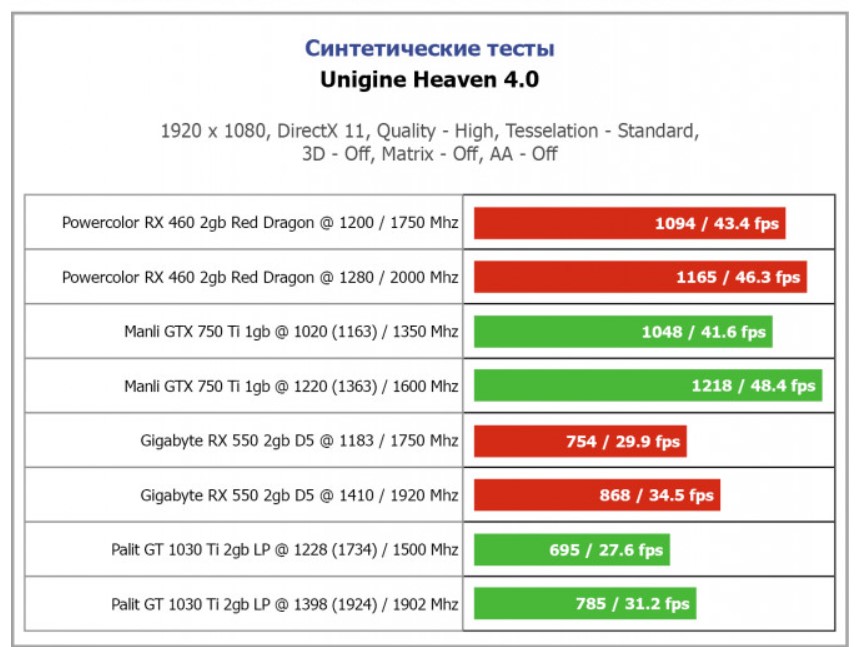 Синтетические тесты
Unigine Heaven 4.0
1920 x 1080, DirectX 11, Quality - High, Tesselation - Standard,
3D - Off, Matrix - Off, AA - Off
Powercolor RX 460 2gb Red Dragon @ 1200 / 1750 Mhz 1094 / 43.4 fps
Powercolor RX 460 2gb Red Dragon @ 1280 / 2000 Mhz 1165 / 46.3 fps
Manli GTX 750 Ti 1gb @ 1020 (1163) / 1350 Mhz 1048 / 41.6 fps
Manli GTX 750 Ti 1gb @ 1220 (1363) / 1600 Mhz 1218 / 48.4 fps
Gigabyte RX 550 2gb D5 @ 1183 / 1750 Mhz 754 / 29.9 fps
Gigabyte RX 550 2gb D5 @ 1410 / 1920 Mhz 868 / 34.5 fps
Palit GT 1030 Ti 2gb LP @ 1228 (1734) / 1500 Mhz 695 / 27.6 fps
Palit GT 1030 Ti 2gb LP @ 1398 (1924) / 1902 Mhz 785 / 31.2 fps